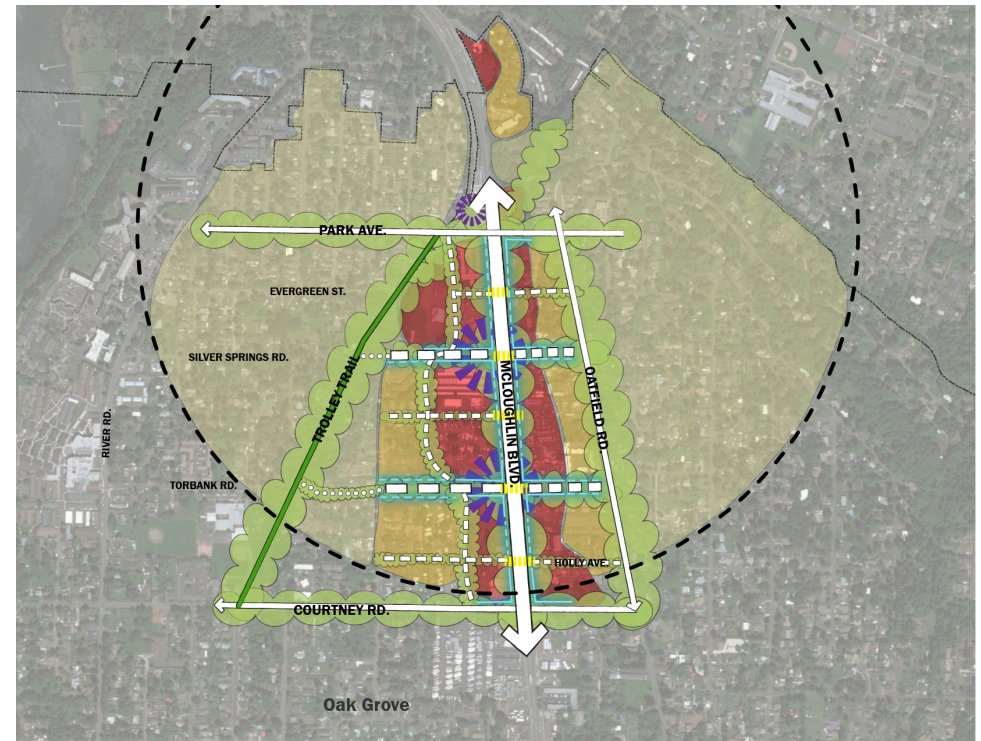 PARK AVE.
EVERGREEN ST.
SILVER SPRINGS RD.
TROLLEY TRAIL
MCLOUGHLIN BLVD.
OATFIELD RD.
RIVER RD.
TORBANK RD.
HOLLY AVE.
COURTNEY RD.
Oak Grove